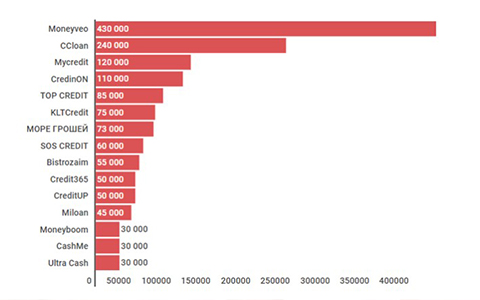 Moneyveo 430 000
CCloan 240 000
Mycredit 120 000
CredinON 110 000
TOP CREDIT 85 000
KLTCredit 75 000
МОРЕ ГРОШЕЙ 73 000
SOS CREDIT 60 000
Bistrozaim 55 000
Credit365 50 000
CreditUP 50 000
Miloan 45 000
Moneyboom 30 000
CashMe 30 000
Ultra Cash 30 000
0 50000 100000 150000 200000 250000 300000 350000 400000